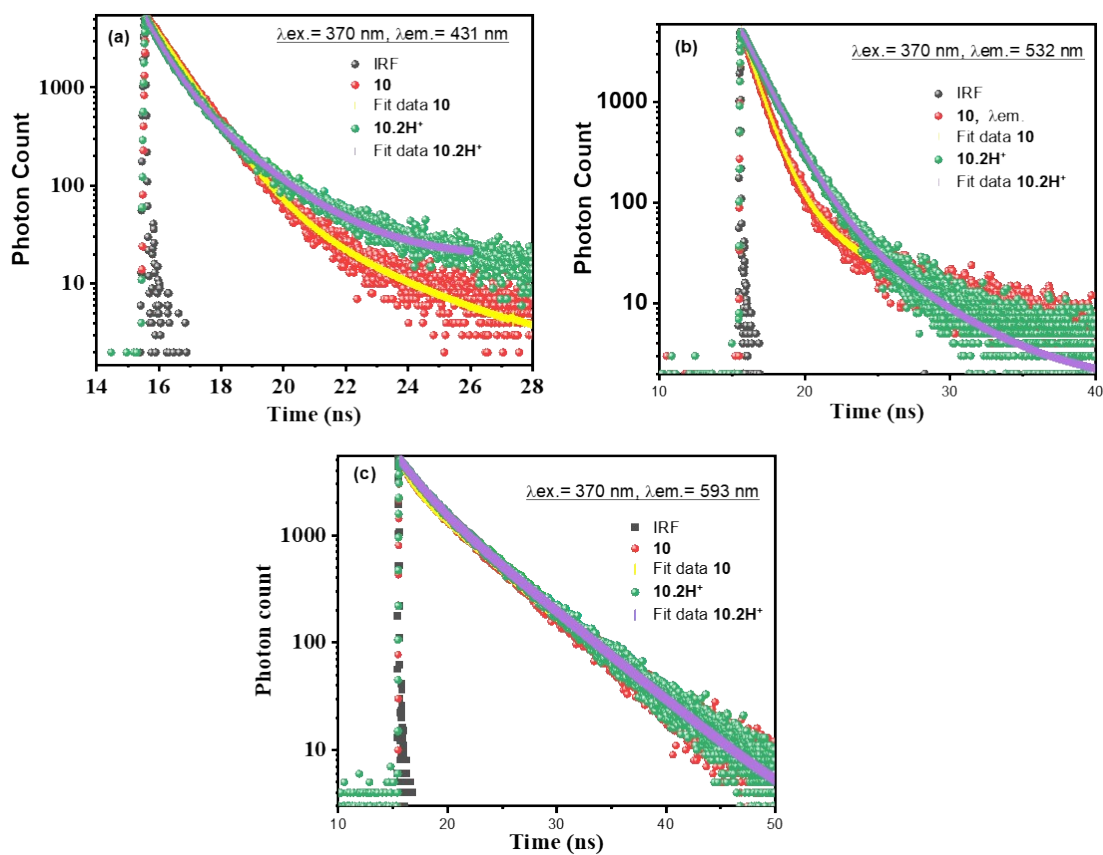 (a)
λex.= 370 nm, λem.= 431 nm
IRF
10
Fit data 10
10.2H⁺
Fit data 10.2H⁺
1000
100
10
Photon Count
14 16 18 20 22 24 26 28
Time (ns)
(b)
λex.= 370 nm, λem.= 532 nm
IRF
10, λem.
Fit data 10
10.2H⁺
Fit data 10.2H⁺
1000
100
10
Photon Count
10 20 30 40
Time (ns)
(c)
λex.= 370 nm, λem.= 593 nm
IRF
10
Fit data 10
10.2H⁺
Fit data 10.2H⁺
1000
100
10
Photon count
10 20 30 40 50
Time (ns)